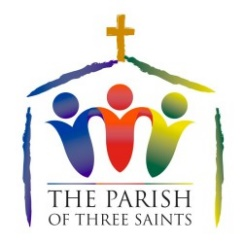 THE PARISH
OF THREE SAINTS